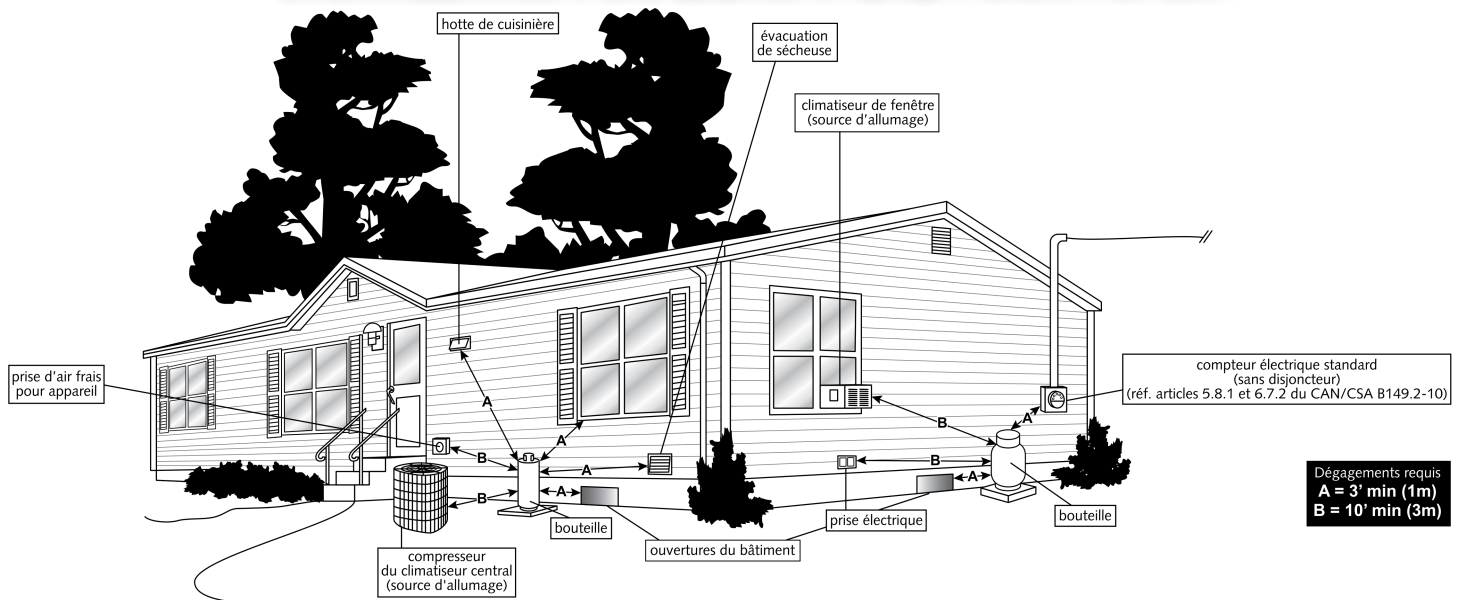 hotte de cuisinière
évacuation
de sécheuse
climatiseur de fenêtre
(source d'allumage)
prise d'air frais
pour appareil
compteur électrique standard
(sans disjoncteur)
(réf. articles 5.8.1 et 6.7.2 du CAN/CSA B149.2-10)
A
A
B
A
B
A
B
A
B
A
Dégagements requis
A = 3' min (1m)
B = 10' min (3m)
bouteille
prise électrique
bouteille
ouvertures du bâtiment
compresseur
du climatiseur central
(source d'allumage)